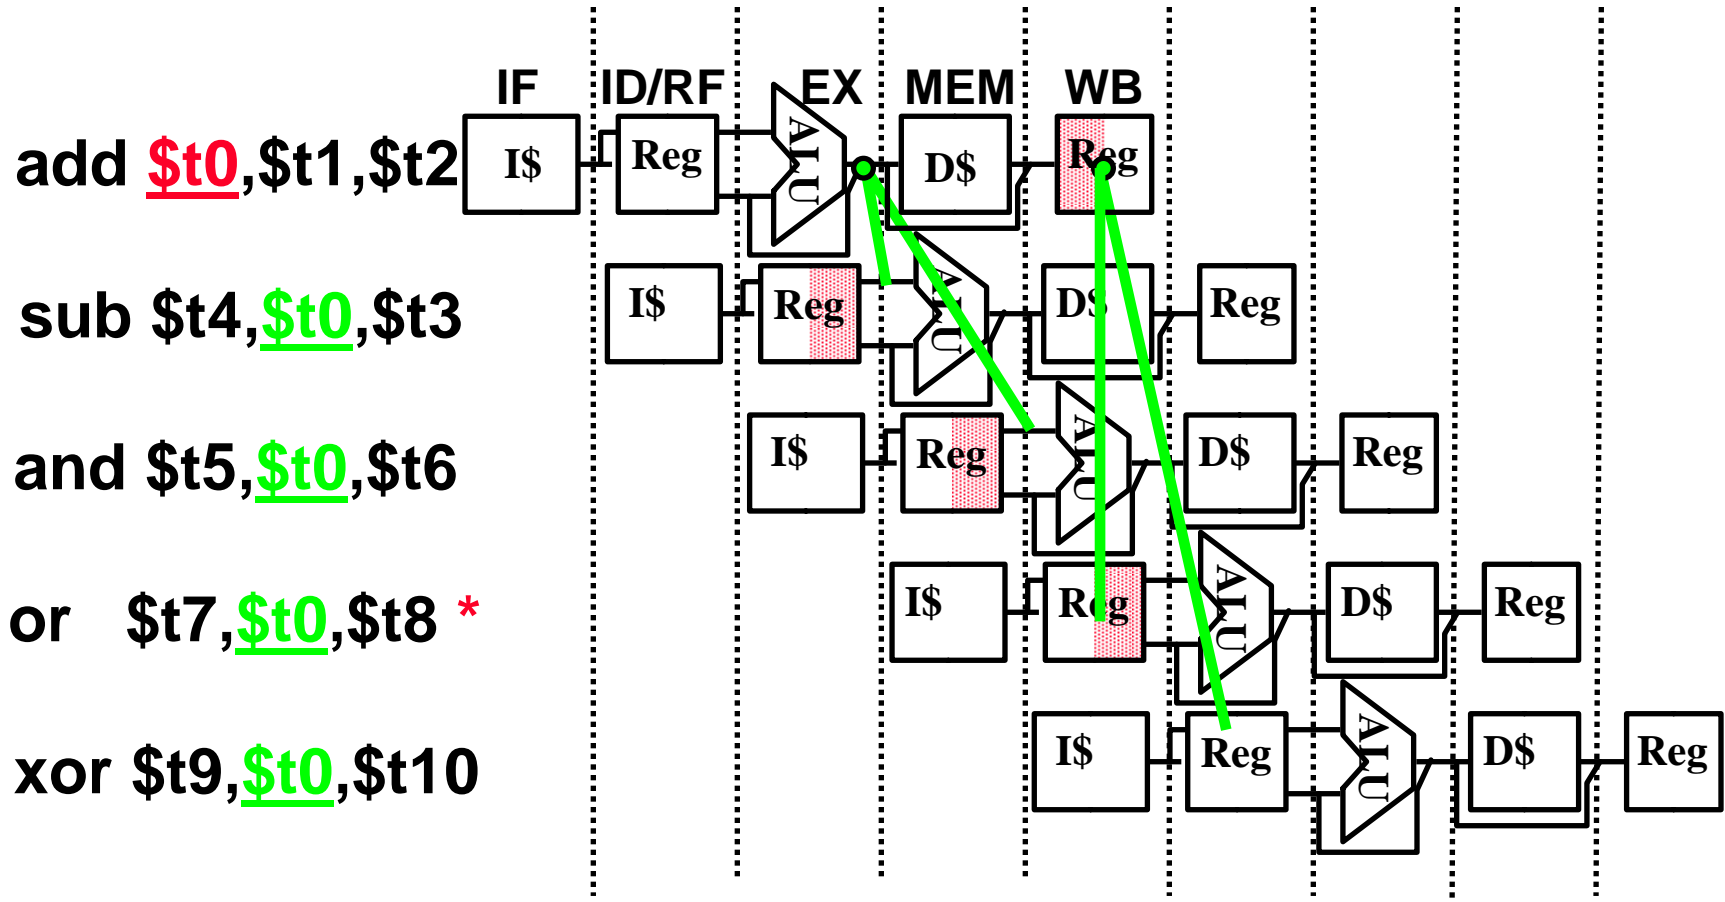 IF ID/RF EX MEM WB
add $t0,$t1,$t2 I$ Reg ALU D$ Reg
sub $t4,$t0,$t3 I$ Reg ALU D$ Reg
and $t5,$t0,$t6 I$ Reg ALU D$ Reg
or $t7,$t0,$t8 * I$ Reg ALU D$ Reg
xor $t9,$t0,$t10 I$ Reg ALU D$ Reg